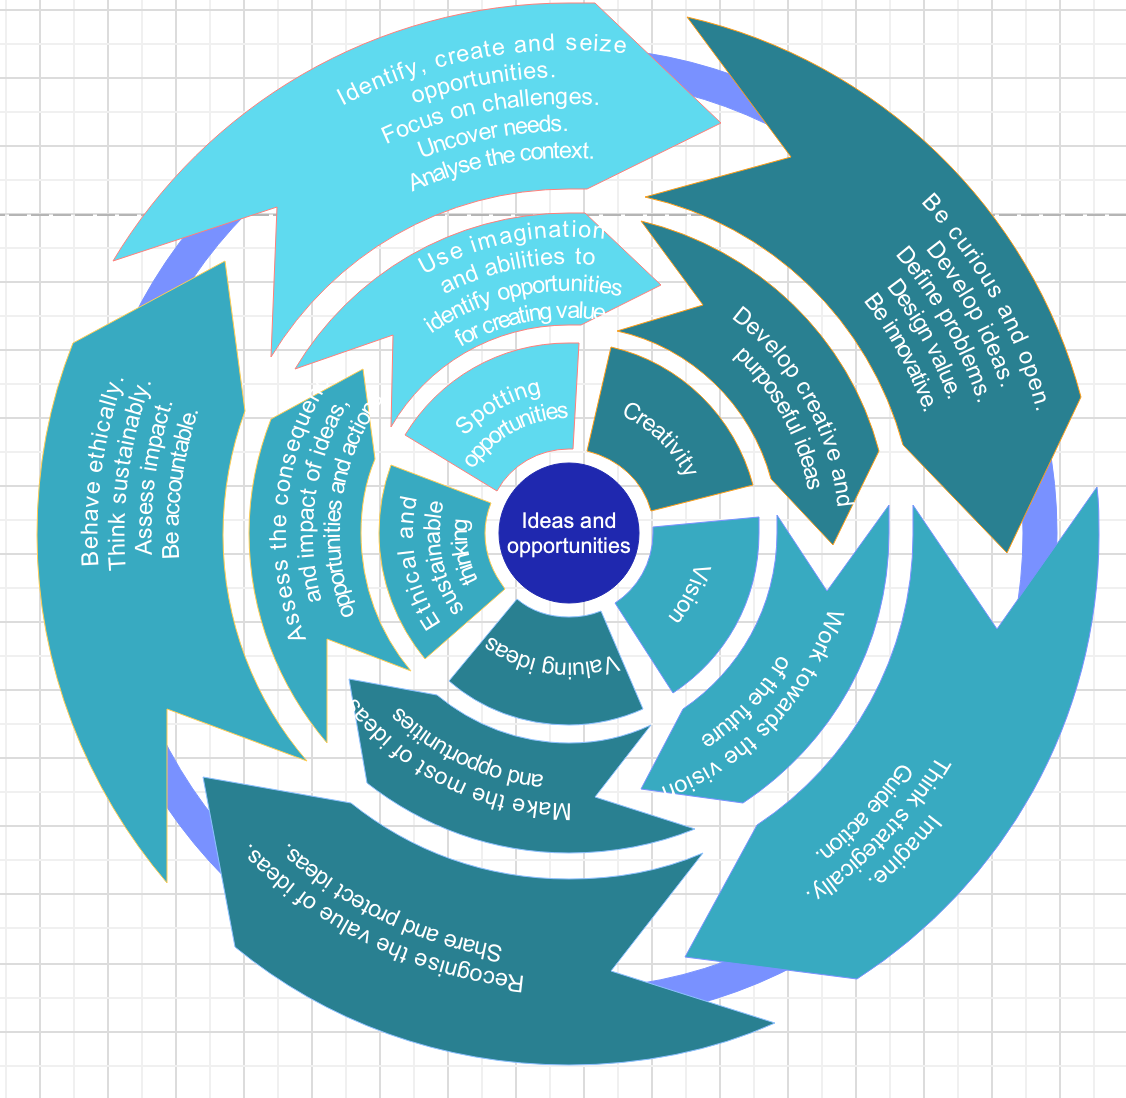 Identify, create and seize
opportunities.
Focus on challenges.
Uncover needs.
Analyse the context.
Use imagination
and abilities to
identify opportunities
for creating value
Spotting
opportunities
Be curious and open.
Develop ideas.
Define problems.
Design value.
Be innovative.
Develop creative and
purposeful ideas
Creativity
Ideas and
opportunities
Vision
Work towards the vision
of the future
Imagine.
Think strategically.
Guide action.
Valuing ideas
Make the most of ideas
and opportunities
Recognise the value of ideas.
Share and protect ideas.
Ethical and
sustainable
thinking
Assess the consequen
and impact of ideas,
opportunities and action
Behave ethically.
Think sustainably.
Assess impact.
Be accountable.